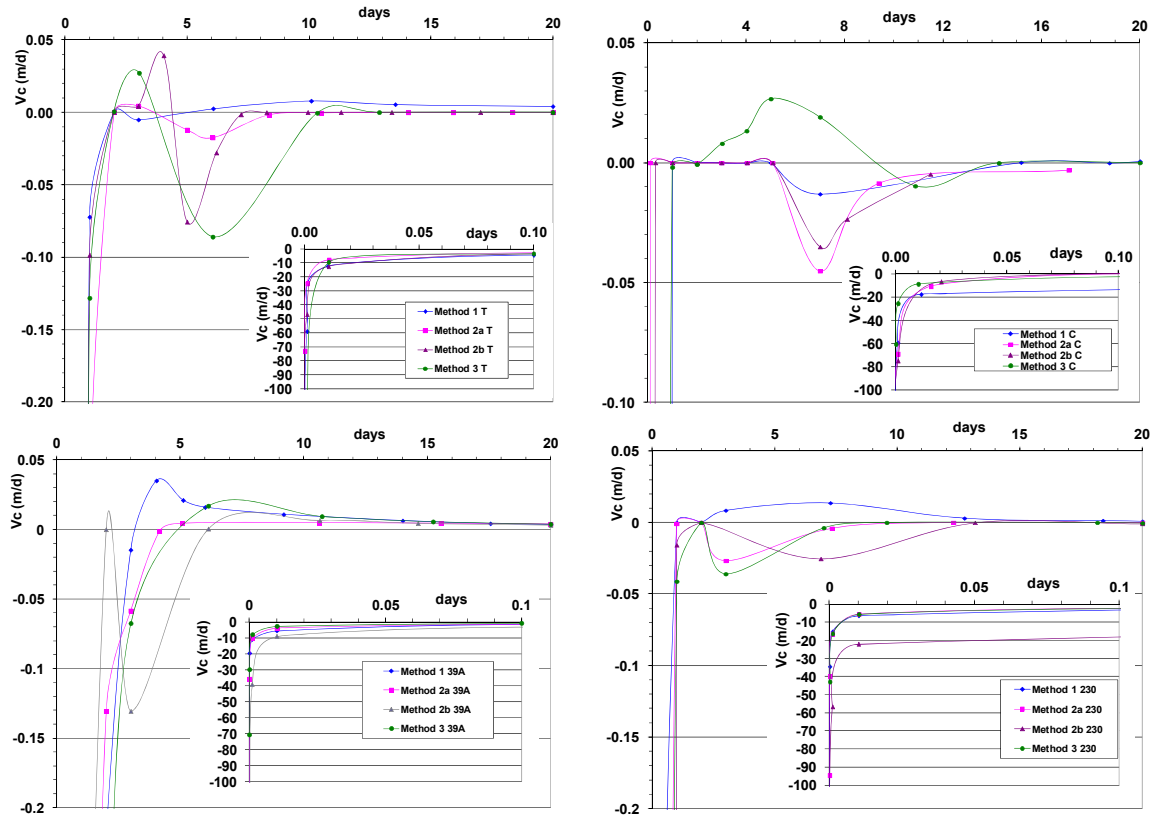 days
0 5 10 15 20
0.05
0.00
-0.05
-0.10
-0.15
-0.20
Vc (m/d)
0.00 0.05 0.10
days
0
-10
-20
-30
-40
-50
-60
-70
-80
-90
-100
Vc (m/d)
Method 1 T
Method 2a T
Method 2b T
Method 3 T
days
0 4 8 12 16 20
0.05
0.00
-0.05
-0.10
Vc (m/d)
0.00 0.05 0.10
days
0
-20
-40
-60
-80
-100
Vc (m/d)
Method 1 C
Method 2a C
Method 2b C
Method 3 C
days
0 5 10 15 20
0.05
0
-0.05
-0.1
-0.15
-0.2
Vc (m/d)
days
0 0.05 0.1
0
-10
-20
-30
-40
-50
-60
-70
-80
-90
-100
Vc (m/d)
Method 1 39A
Method 2a 39A
Method 2b 39A
Method 3 39A
days
0 5 10 15 20
0.05
0
-0.05
-0.1
-0.15
-0.2
Vc (m/d)
days
0 0.05 0.1
0
-10
-20
-30
-40
-50
-60
-70
-80
-90
-100
Vc (m/d)
Method 1 230
Method 2a 230
Method 2b 230
Method 3 230